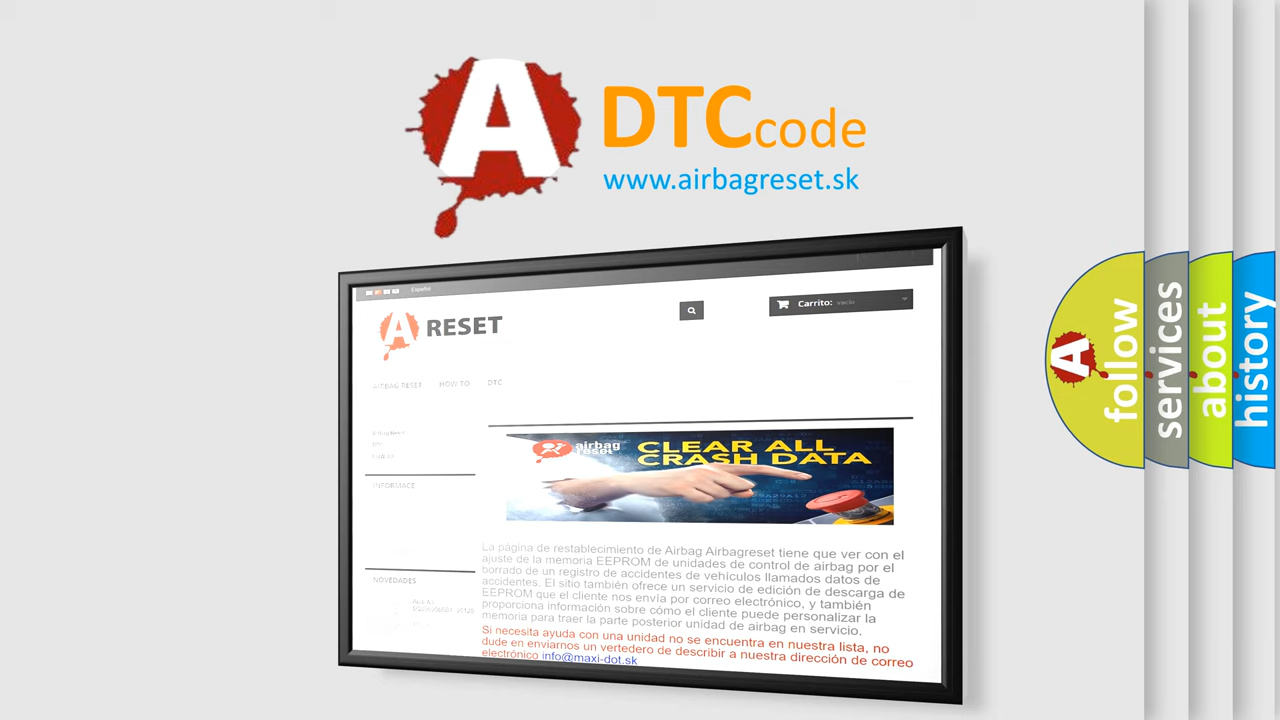 A DTCcode
www.airbagreset.sk
Español
A RESET
Carrito: vacío
AIRBAG RESET HOW TO DTC
INFORMACE
NOVEDADES
airbag
reset
CLEAR ALL
CRASH DATA
La página de restablecimiento de Airbag Airbagreset tiene que ver con el
ajuste de la memoria EEPROM de unidades de control de airbag por el
borrado de un registro de accidentes de vehículos llamados datos de
accidentes. El sitio también ofrece un servicio de edición de descarga de
EEPROM que el cliente nos envía por correo electrónico, y también
proporciona información sobre cómo el cliente puede personalizar la
memoria para traer la parte posterior unidad de airbag en servicio.
Si necesita ayuda con una unidad no se encuentra en nuestra lista, no
dude en enviarnos un vertedero de describir a nuestra dirección de correo
electrónico info@maxi-dot.sk
A follow
services
about
history